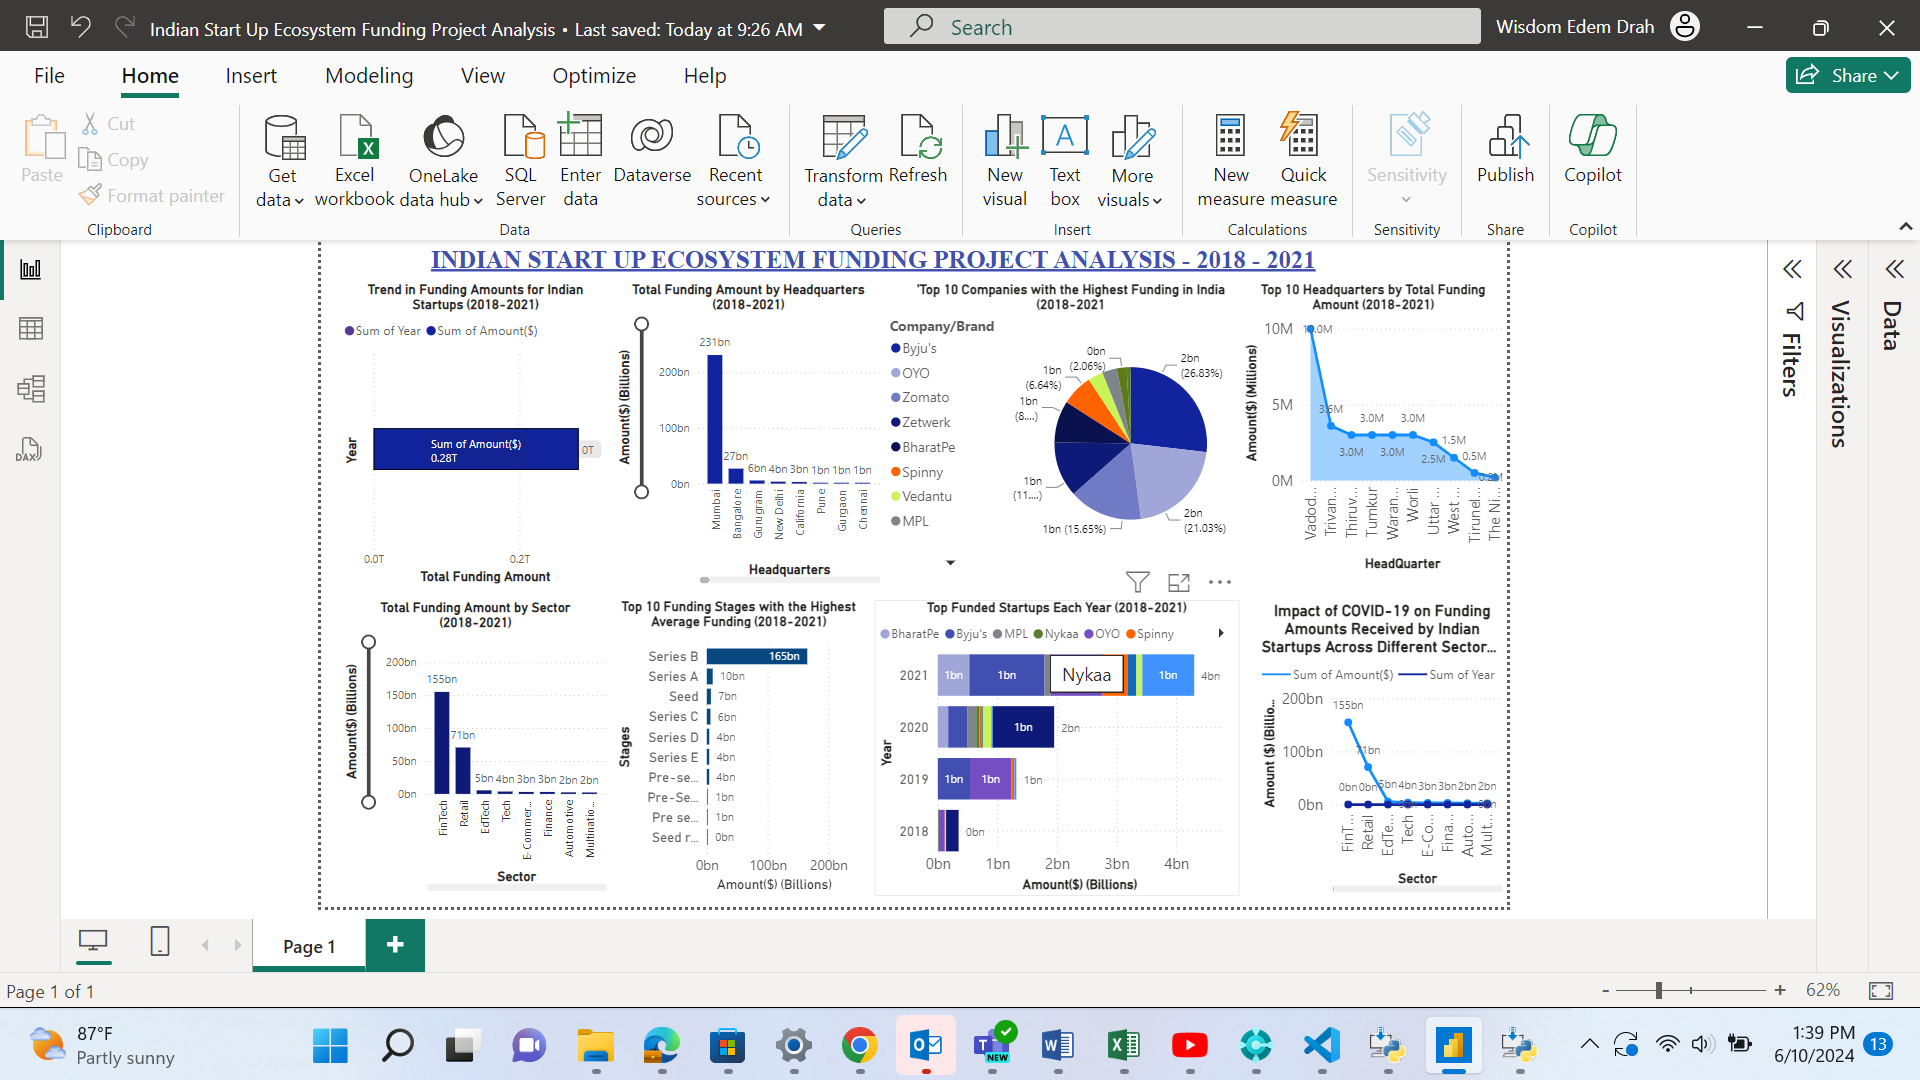 Indian Start Up Ecosystem Funding Project Analysis • Last saved: Today at 9:26 AM
Search
Wisdom Edem Drah
File Home Insert Modeling View Optimize Help
Share
Paste
Cut
Copy
Format painter
Clipboard
Get data
Excel workbook
OneLake data hub
SQL Server
Enter data
Dataverse
Recent sources
Data
Transform data
Refresh
Queries
New visual
Text box
More visuals
Insert
New measure
Quick measure
Calculations
Sensitivity
Sensitivity
Publish
Share
Copilot
Copilot
INDIAN START UP ECOSYSTEM FUNDING PROJECT ANALYSIS - 2018 - 2021
Trend in Funding Amounts for Indian
Startups (2018-2021)
Sum of Year Sum of Amount($)
Year
Sum of Amount($)
0.28T
0T
0.0T 0.2T
Total Funding Amount
Total Funding Amount by Headquarters
(2018-2021)
Amount($) (Billions)
200bn
100bn
0bn
231bn
27bn 6bn 4bn 3bn 1bn 1bn 1bn
Mumbai
Bangalore
Gurugram
New Delhi
California
Pune
Gurgaon
Chennai
Headquarters
'Top 10 Companies with the Highest Funding in India
(2018-2021
Company/Brand
Byju's
OYO
Zomato
Zetwerk
BharatPe
Spinny
Vedantu
MPL
2bn
(26.83%)
2bn
(21.03%)
1bn (15.65%)
1bn
(11....)
1bn
(8....)
1bn
(6.64%)
0bn
(2.06%)
Top 10 Headquarters by Total Funding
Amount (2018-2021)
Amount($) (Millions)
10M
5M
0M
3.6M
3.0M
3.0M
3.0M
3.0M
2.5M
1.5M
0.5M
Vadod...
Trivan...
Thiruv...
Tumkur
Waran...
Worli
Uttar ...
West ...
Tirunel...
The Ni...
HeadQuarter
Total Funding Amount by Sector
(2018-2021)
Amount($) (Billions)
200bn
150bn
100bn
50bn
0bn
155bn
71bn
5bn 4bn 3bn 3bn 2bn 2bn
FinTech
Retail
EdTech
Tech
E-Commer...
Finance
Automotive
Multinatio...
Sector
Top 10 Funding Stages with the Highest
Average Funding (2018-2021)
Stages
Series B 165bn
Series A 10bn
Seed 7bn
Series C 6bn
Series D 4bn
Series E 4bn
Pre-se... 4bn
Pre-Se... 1bn
Pre se... 1bn
Seed r... 0bn
0bn 100bn 200bn
Amount($) (Billions)
Top Funded Startups Each Year (2018-2021)
BharatPe Byju's MPL Nykaa OYO Spinny
Year
2021 1bn 1bn Nykaa 1bn 4bn
2020 1bn 2bn
2019 1bn 1bn 1bn
2018 0bn
0bn 1bn 2bn 3bn 4bn
Amount($) (Billions)
Impact of COVID-19 on Funding
Amounts Received by Indian
Startups Across Different Sector...
Sum of Amount($) Sum of Year
Amount ($) (Billio...
200bn
100bn
0bn
155bn
71bn
0bn 0bn 5bn 4bn 3bn 3bn 2bn 2bn
FinT...
Retail
EdTe...
Tech
E-Co...
Fina...
Auto...
Mult...
Sector
Filters
Visualizations
Data
Page 1
Page 1 of 1
- + 62%
87°F
Partly sunny
NEW
1:39 PM
6/10/2024
13